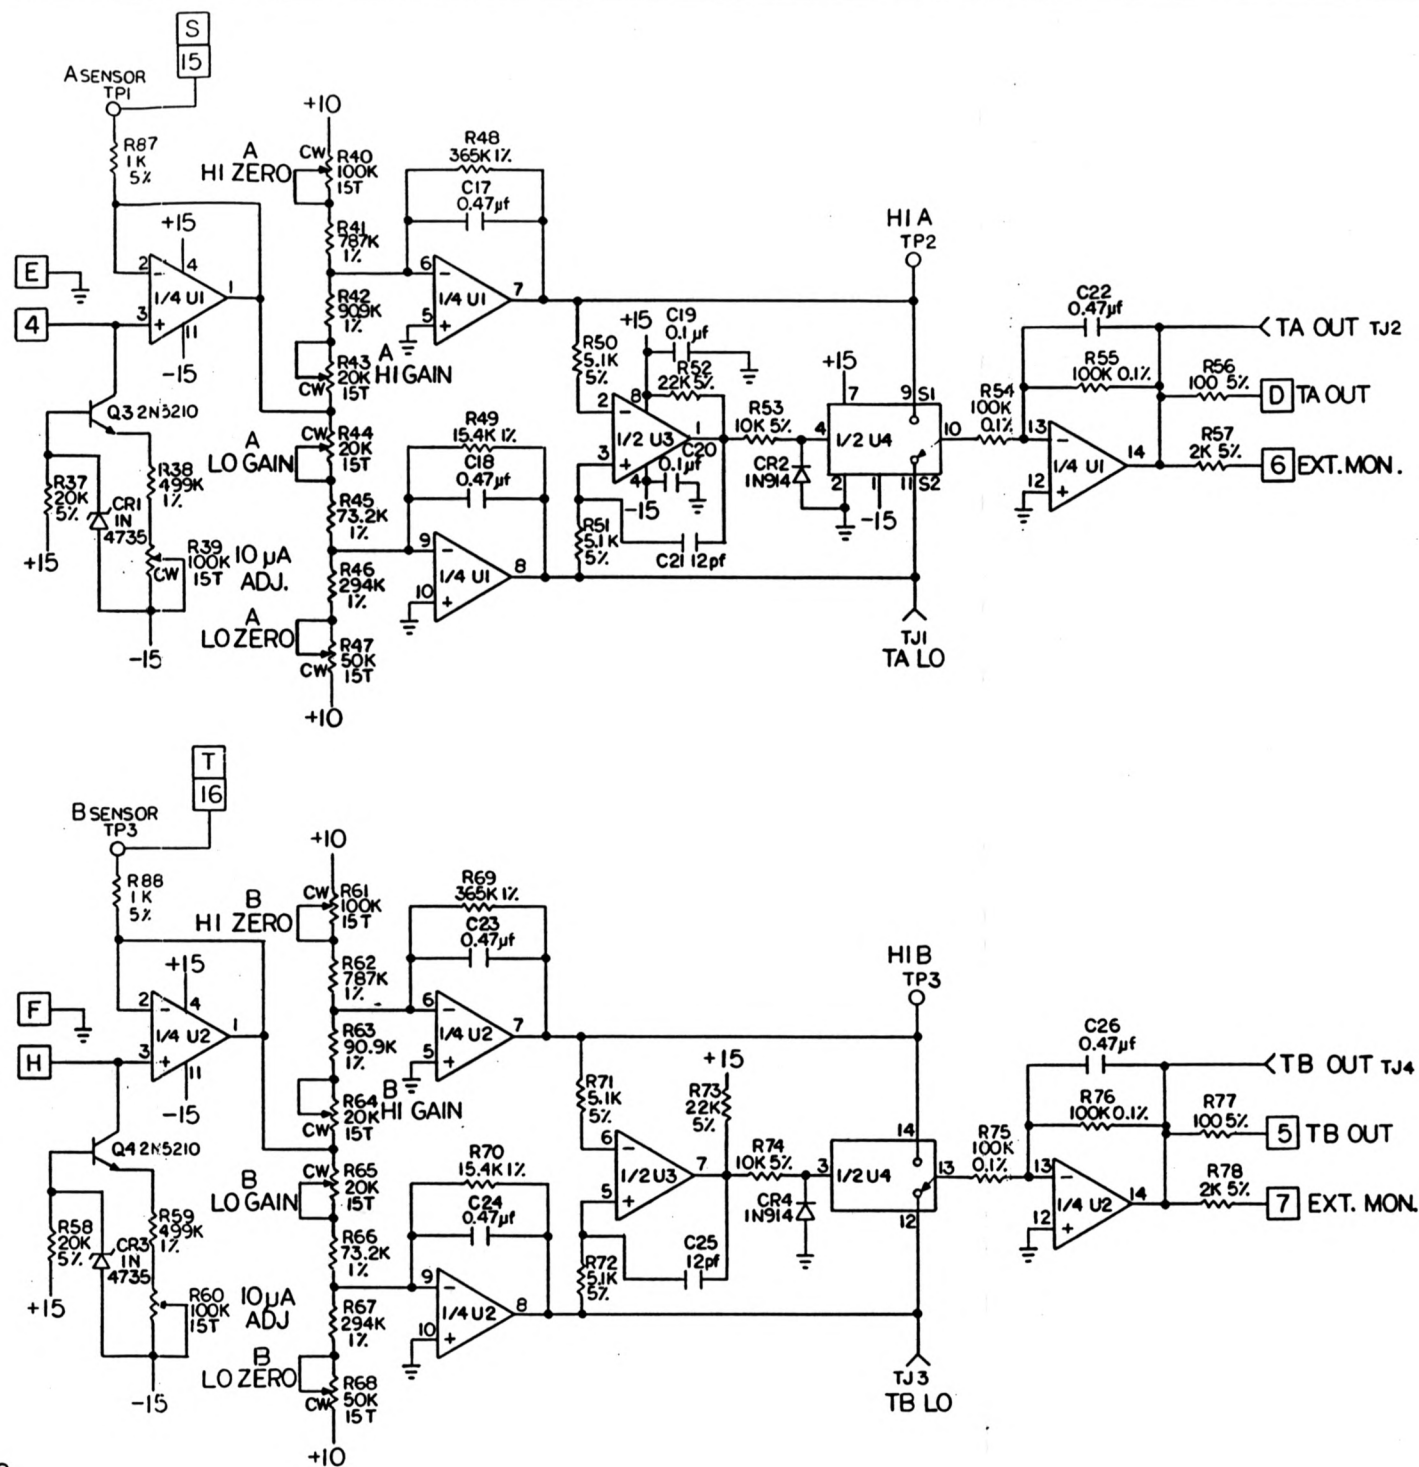 S
15
A SENSOR
TP1
R87
1K
5%
+15
2
-
4
E
1/4 U1
1
4
3
+
11
-15
Q3 2N5210
R37
20K
5%
CR1
1N
4735
R38
499K
1%
R39
100K
15T
CW
10 µA
ADJ.
+15
-15
+10
A
HI ZERO
CW
R40
100K
15T
R41
787K
1%
R42
90.9K
1%
R43
20K
15T
CW
A
HI GAIN
A
LO GAIN
CW
R44
20K
15T
R45
73.2K
1%
R46
294K
1%
A
LO ZERO
R47
50K
15T
CW
+10
R48
365K 1%
C17
0.47µf
6
-
1/4 U1
7
5
+
R49
15.4K 1%
C18
0.47µf
9
-
1/4 U1
8
10
+
R50
5.1K
5%
+15
C19
0.1µf
R52
22K 5%
2
-
8
1/2 U3
1
3
+
4
C20
0.1µf
-15
R51
5.1K
5%
C21 12pf
R53
10K 5%
CR2
1N914
HI A
TP2
+15
7
9
S1
4
1/2 U4
10
2
1
11
S2
-15
TJ1
TA LO
R54
100K
0.1%
C22
0.47µf
R55
100K 0.1%
13
-
1/4 U1
14
12
+
TA OUT TJ2
R56
100 5%
D
TA OUT
R57
2K 5%
6
EXT. MON.
T
16
B SENSOR
TP3
R88
1K
5%
+15
2
-
4
F
1/4 U2
1
H
3
+
11
-15
Q4 2N5210
R58
20K
5%
CR3
1N
4735
R59
499K
1%
R60
100K
15T
10µA
ADJ
+15
-15
+10
B
HI ZERO
CW
R61
100K
15T
R62
787K
1%
R63
90.9K
1%
R64
20K
15T
CW
B
HI GAIN
B
LO GAIN
CW
R65
20K
15T
R66
73.2K
1%
R67
294K
1%
B
LO ZERO
R68
50K
15T
CW
+10
R69
365K 1%
C23
0.47µf
6
-
1/4 U2
7
5
+
R70
15.4K 1%
C24
0.47µf
9
-
1/4 U2
8
10
+
R71
5.1K
5%
+15
R73
22K
5%
6
-
1/2 U3
7
5
+
R72
5.1K
5%
C25
12pf
R74
10K 5%
CR4
1N914
HI B
TP3
14
3
1/2 U4
13
12
TJ3
TB LO
R75
100K
0.1%
C26
0.47µf
R76
100K 0.1%
13
-
1/4 U2
14
12
+
TB OUT TJ4
R77
100 5%
5
TB OUT
R78
2K 5%
7
EXT. MON.